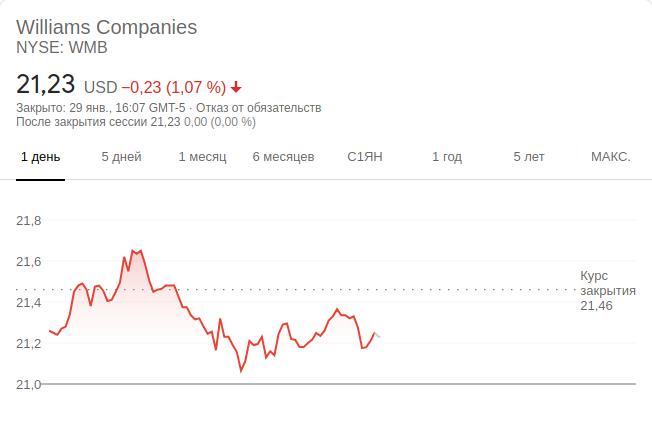 Williams Companies
NYSE: WMB
21,23 USD −0,23 (1,07 %)
Закрыто: 29 янв., 16:07 GMT-5 · Отказ от обязательств
После закрытия сессии 21,23 0,00 (0,00 %)
1 день 5 дней 1 месяц 6 месяцев С1ЯН 1 год 5 лет МАКС.
21,8
21,6
21,4
21,2
21,0
Курс
закрытия
21,46